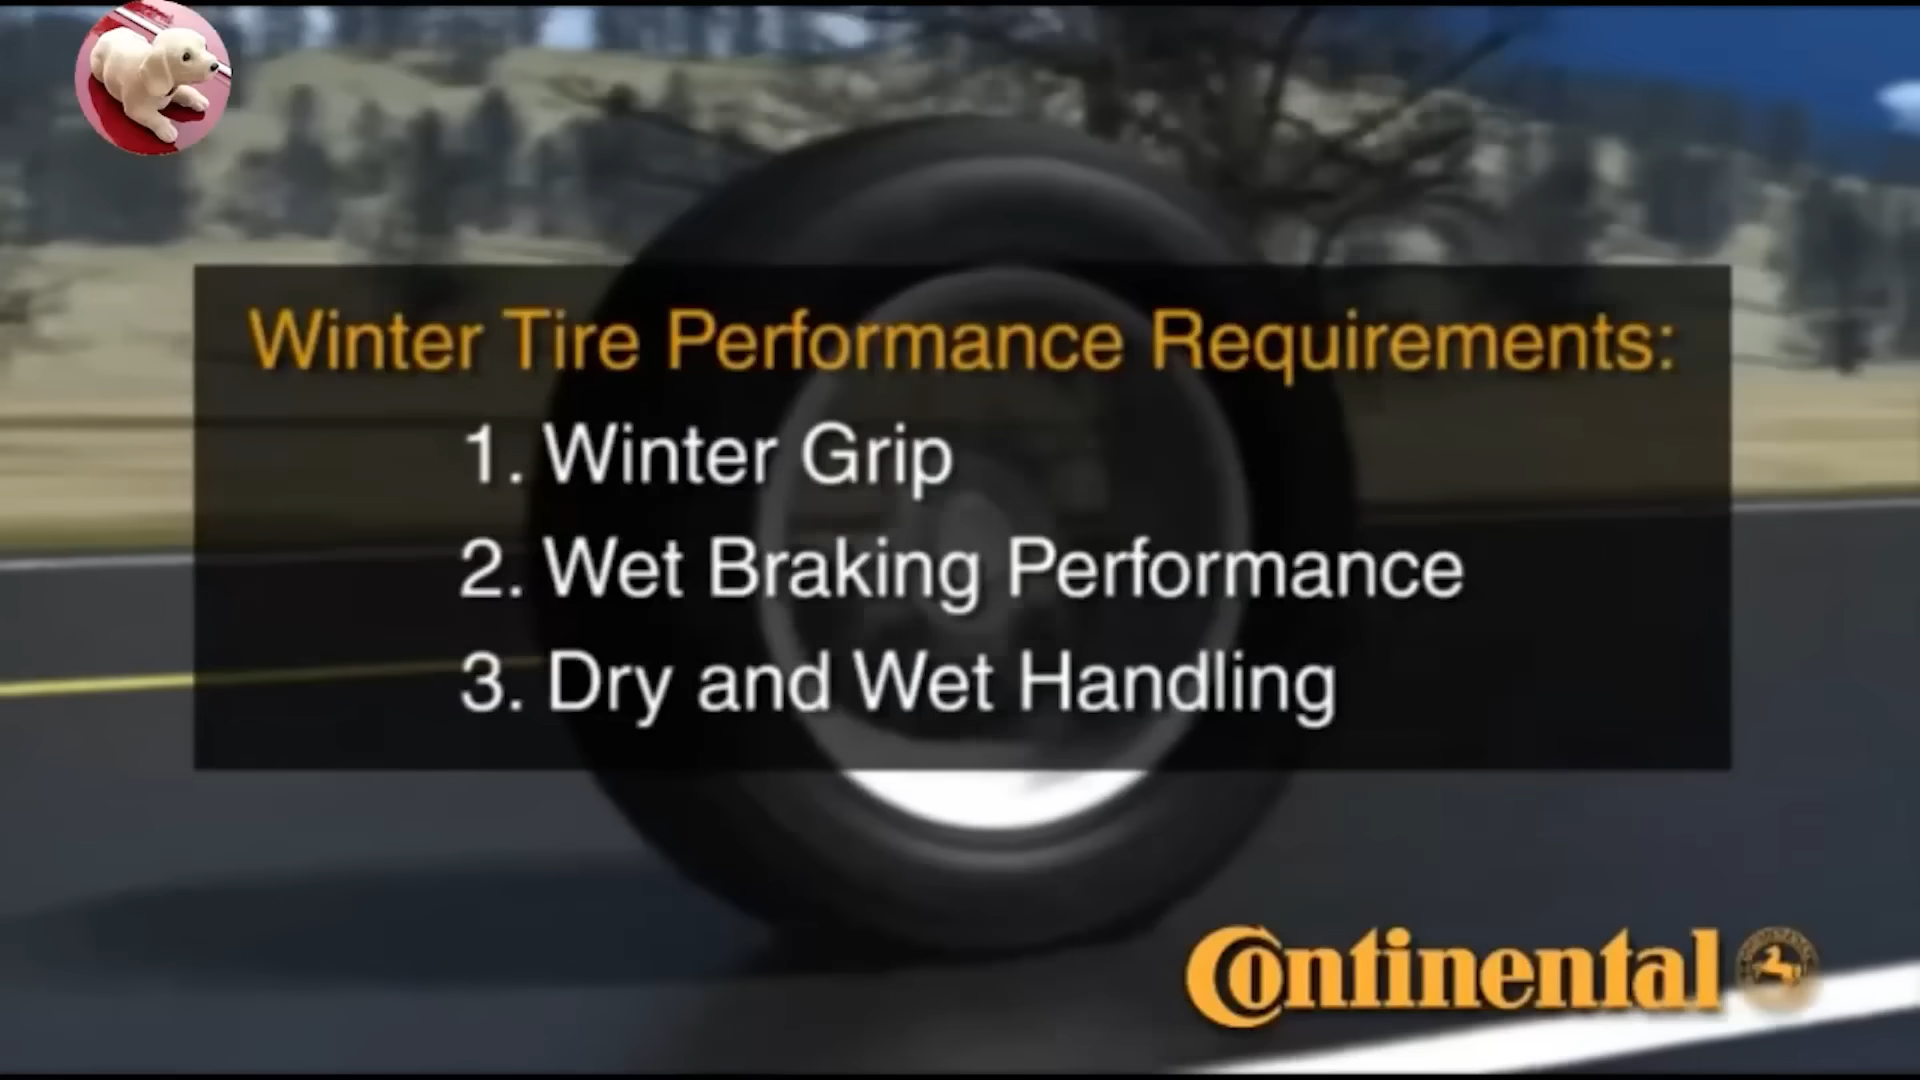 Winter Tire Performance Requirements:
1. Winter Grip
2. Wet Braking Performance
3. Dry and Wet Handling
Continental